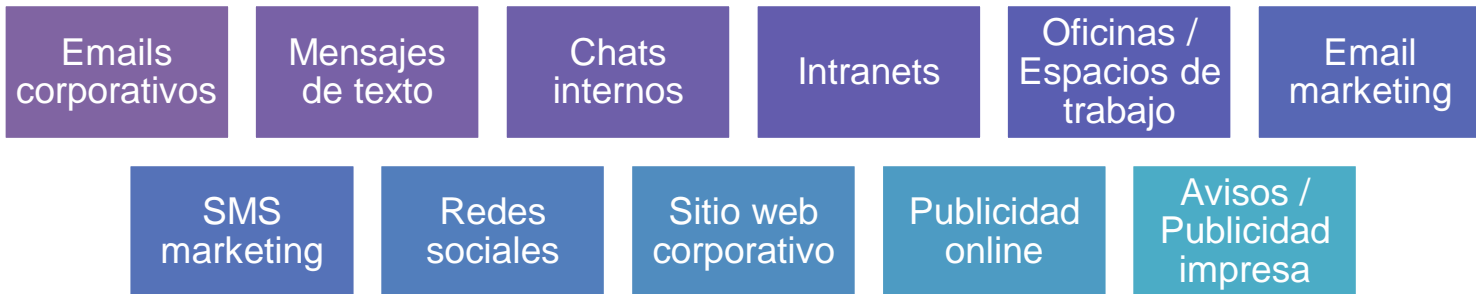 Emails
corporativos
Mensajes
de texto
Chats
internos
Intranets
Oficinas /
Espacios de
trabajo
Email
marketing
SMS
marketing
Redes
sociales
Sitio web
corporativo
Publicidad
online
Avisos /
Publicidad
impresa